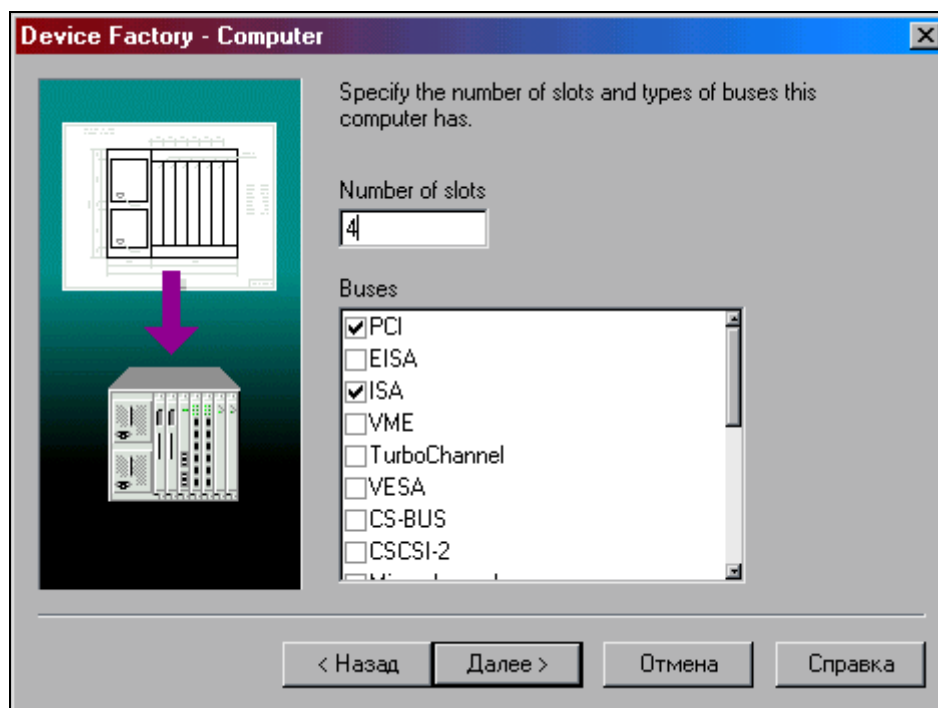 Device Factory - Computer
Specify the number of slots and types of buses this
computer has.
Number of slots
4
Buses
PCI
EISA
ISA
VME
TurboChannel
VESA
CS-BUS
CSCSI-2
< Назад
Далее >
Отмена
Справка